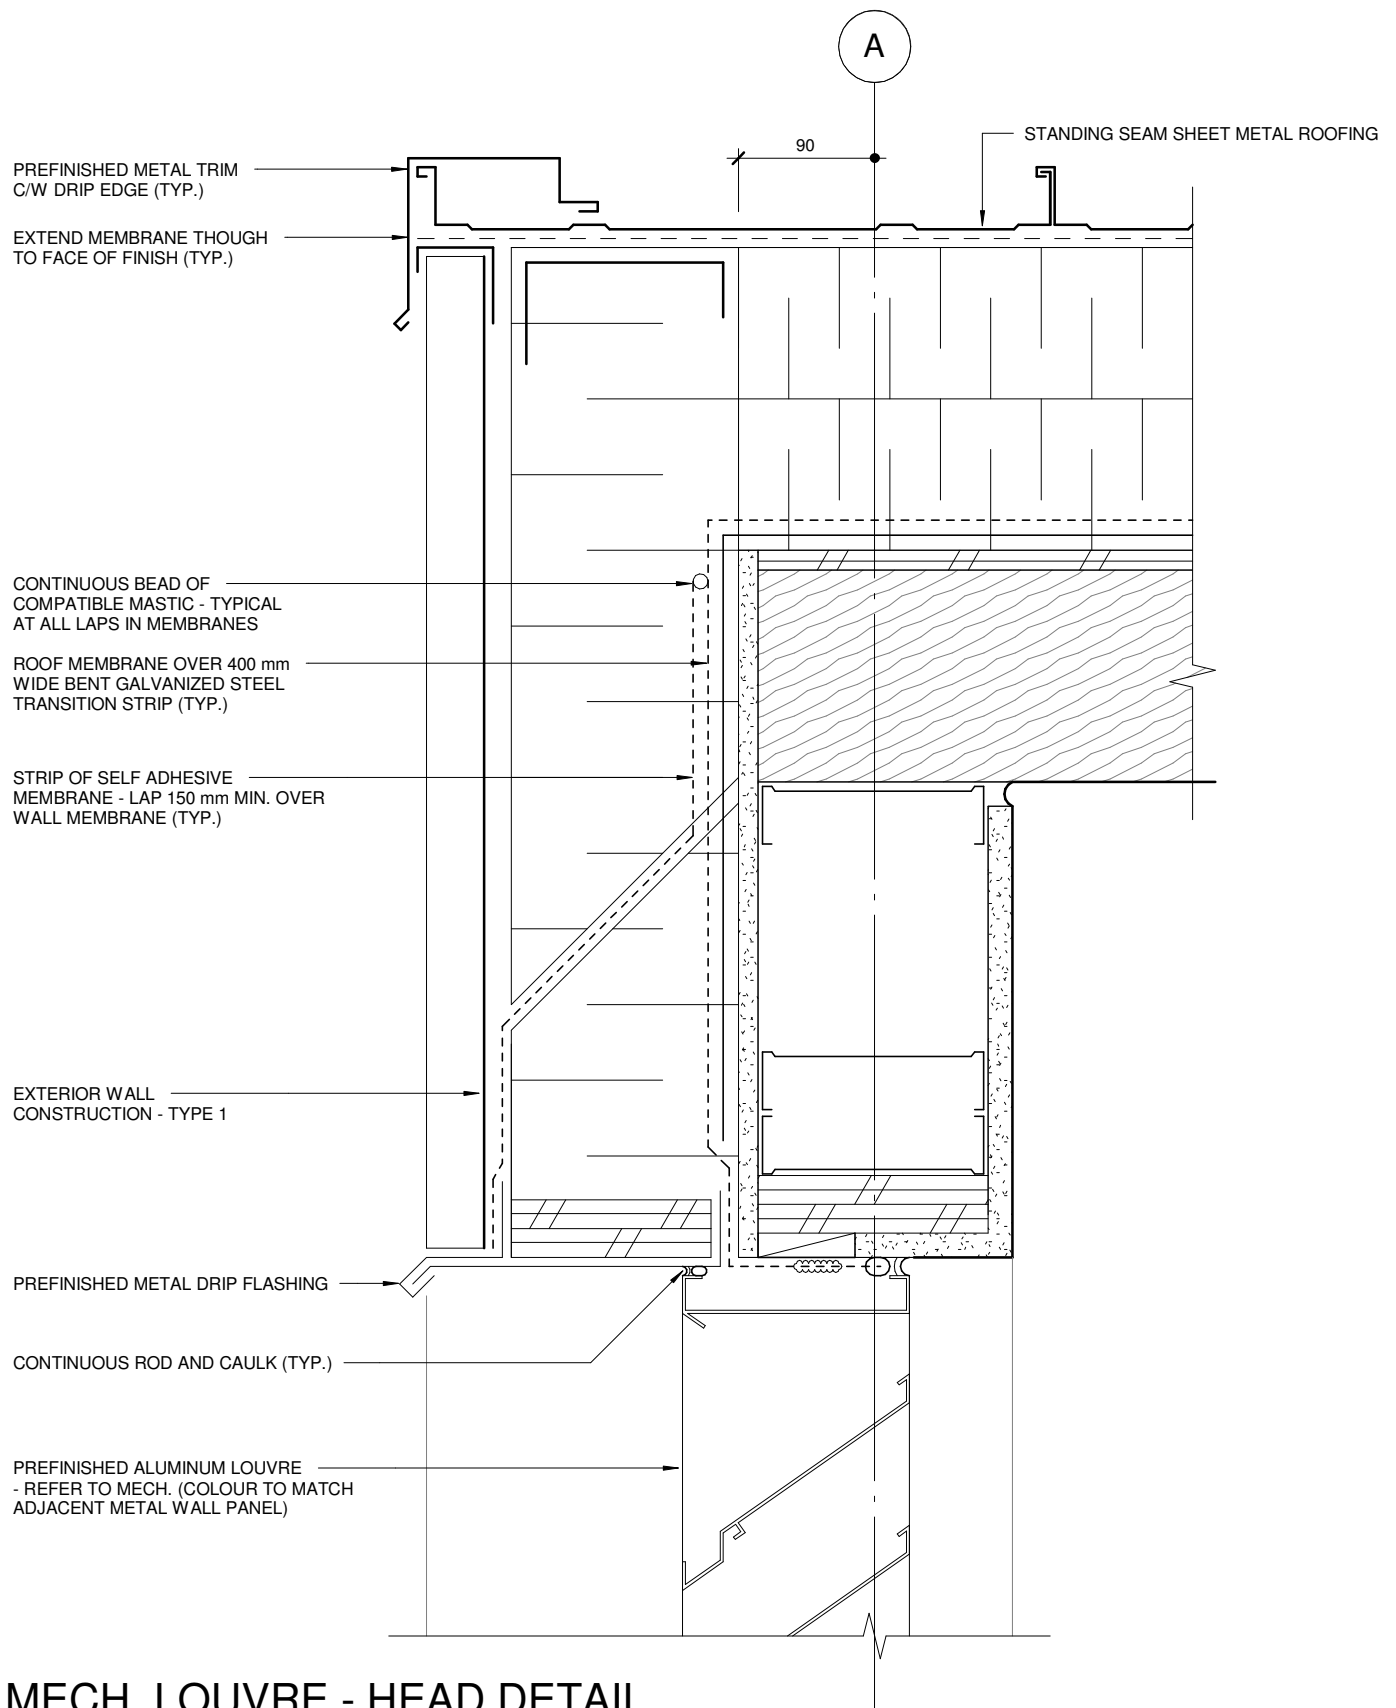 A
STANDING SEAM SHEET METAL ROOFING
90
PREFINISHED METAL TRIM
C/W DRIP EDGE (TYP.)
EXTEND MEMBRANE THOUGH
TO FACE OF FINISH (TYP.)
CONTINUOUS BEAD OF
COMPATIBLE MASTIC - TYPICAL
AT ALL LAPS IN MEMBRANES
ROOF MEMBRANE OVER 400 mm
WIDE BENT GALVANIZED STEEL
TRANSITION STRIP (TYP.)
STRIP OF SELF ADHESIVE
MEMBRANE - LAP 150 mm MIN. OVER
WALL MEMBRANE (TYP.)
EXTERIOR WALL
CONSTRUCTION - TYPE 1
PREFINISHED METAL DRIP FLASHING
CONTINUOUS ROD AND CAULK (TYP.)
PREFINISHED ALUMINUM LOUVRE
- REFER TO MECH. (COLOUR TO MATCH
ADJACENT METAL WALL PANEL)
MECH. LOUVRE - HEAD DETAIL